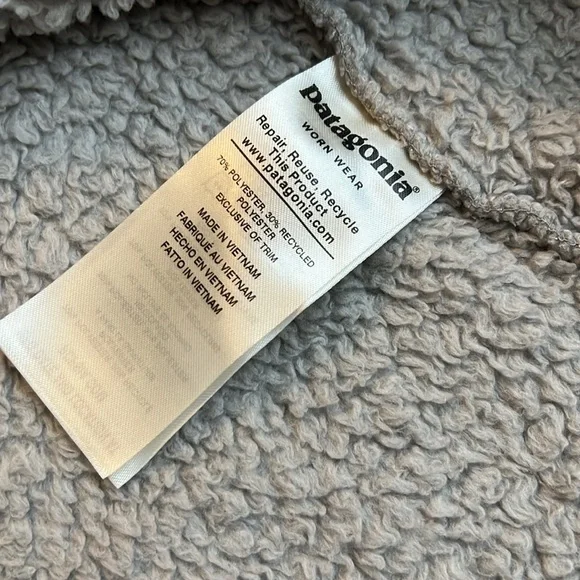 patagonia®
WORN WEAR
Repair, Reuse, Recycle
This Product
www.patagonia.com
70% POLYESTER, 30% RECYCLED
POLYESTER
EXCLUSIVE OF TRIM
MADE IN VIETNAM
FABRIQUÉ AU VIETNAM
HECHO EN VIETNAM
FATTO IN VIETNAM